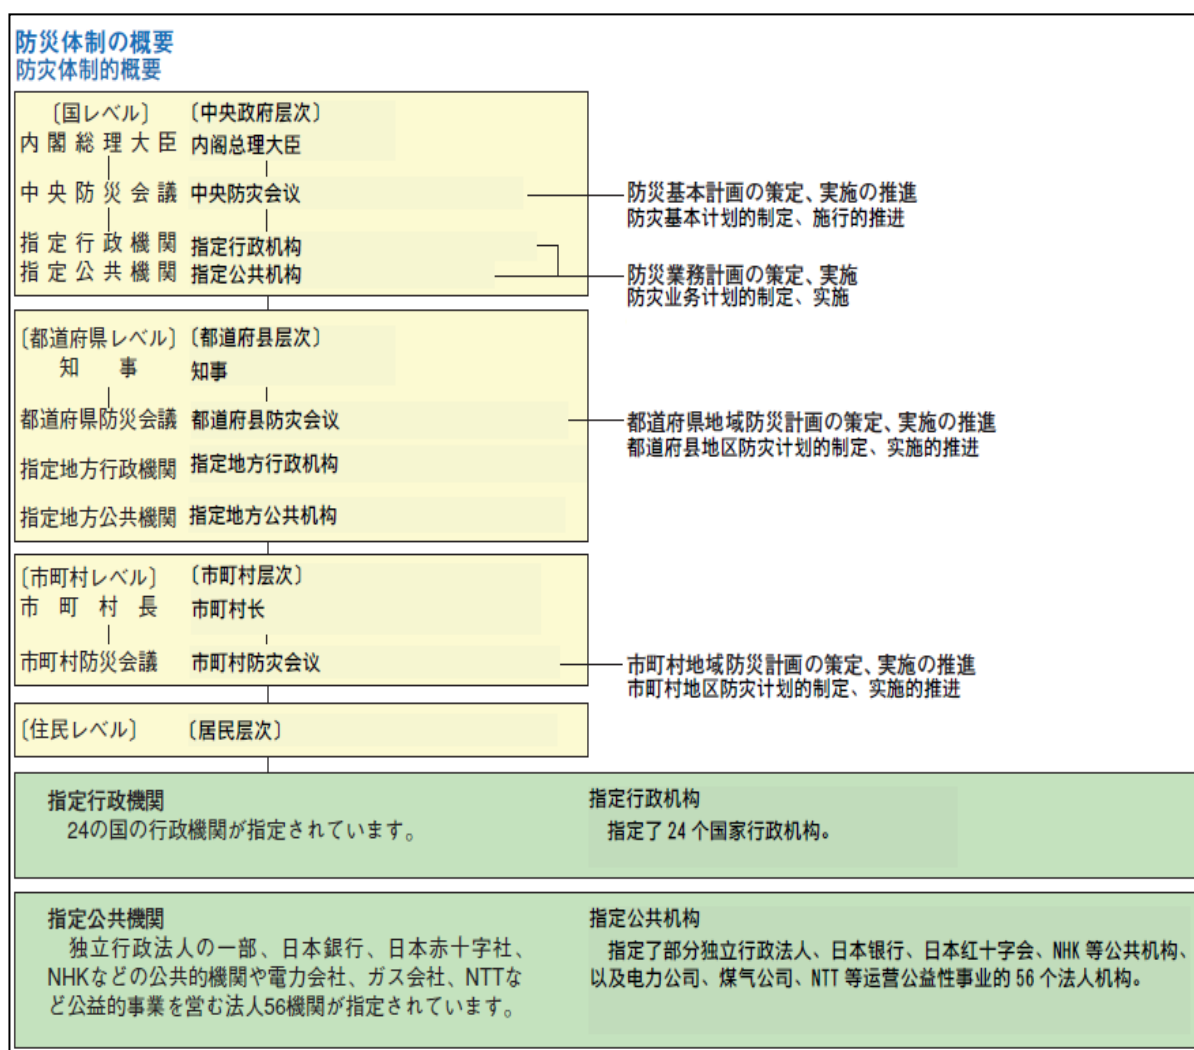 防災体制の概要
防灾体制的概要
〔国レベル〕 〔中央政府层次〕
内閣総理大臣 内阁总理大臣
中央防災会議 中央防灾会议
防災基本計画の策定、実施の推進
防灾基本计划的制定、施行的推进
指定行政機関 指定行政机构
指定公共機関 指定公共机构
防災業務計画の策定、実施
防灾业务计划的制定、实施
〔都道府県レベル〕 〔都道府县层次〕
知事 知事
都道府県防災会議 都道府县防灾会议
都道府県地域防災計画の策定、実施の推進
都道府县地区防灾计划的制定、实施的推进
指定地方行政機関 指定地方行政机构
指定地方公共機関 指定地方公共机构
〔市町村レベル〕 〔市町村层次〕
市町村長 市町村长
市町村防災会議 市町村防灾会议
市町村地域防災計画の策定、実施の推進
市町村地区防灾计划的制定、实施的推进
〔住民レベル〕 〔居民层次〕
指定行政機関
24の国の行政機関が指定されています。
指定行政机构
指定了 24 个国家行政机构。
指定公共機関
独立行政法人の一部、日本銀行、日本赤十字社、
NHKなどの公共的機関や電力会社、ガス会社、NTTな
ど公益的事業を営む法人56機関が指定されています。
指定公共机构
指定了部分独立行政法人、日本银行、日本红十字会、NHK 等公共机构、
以及电力公司、煤气公司、NTT 等运营公益性事业的 56 个法人机构。